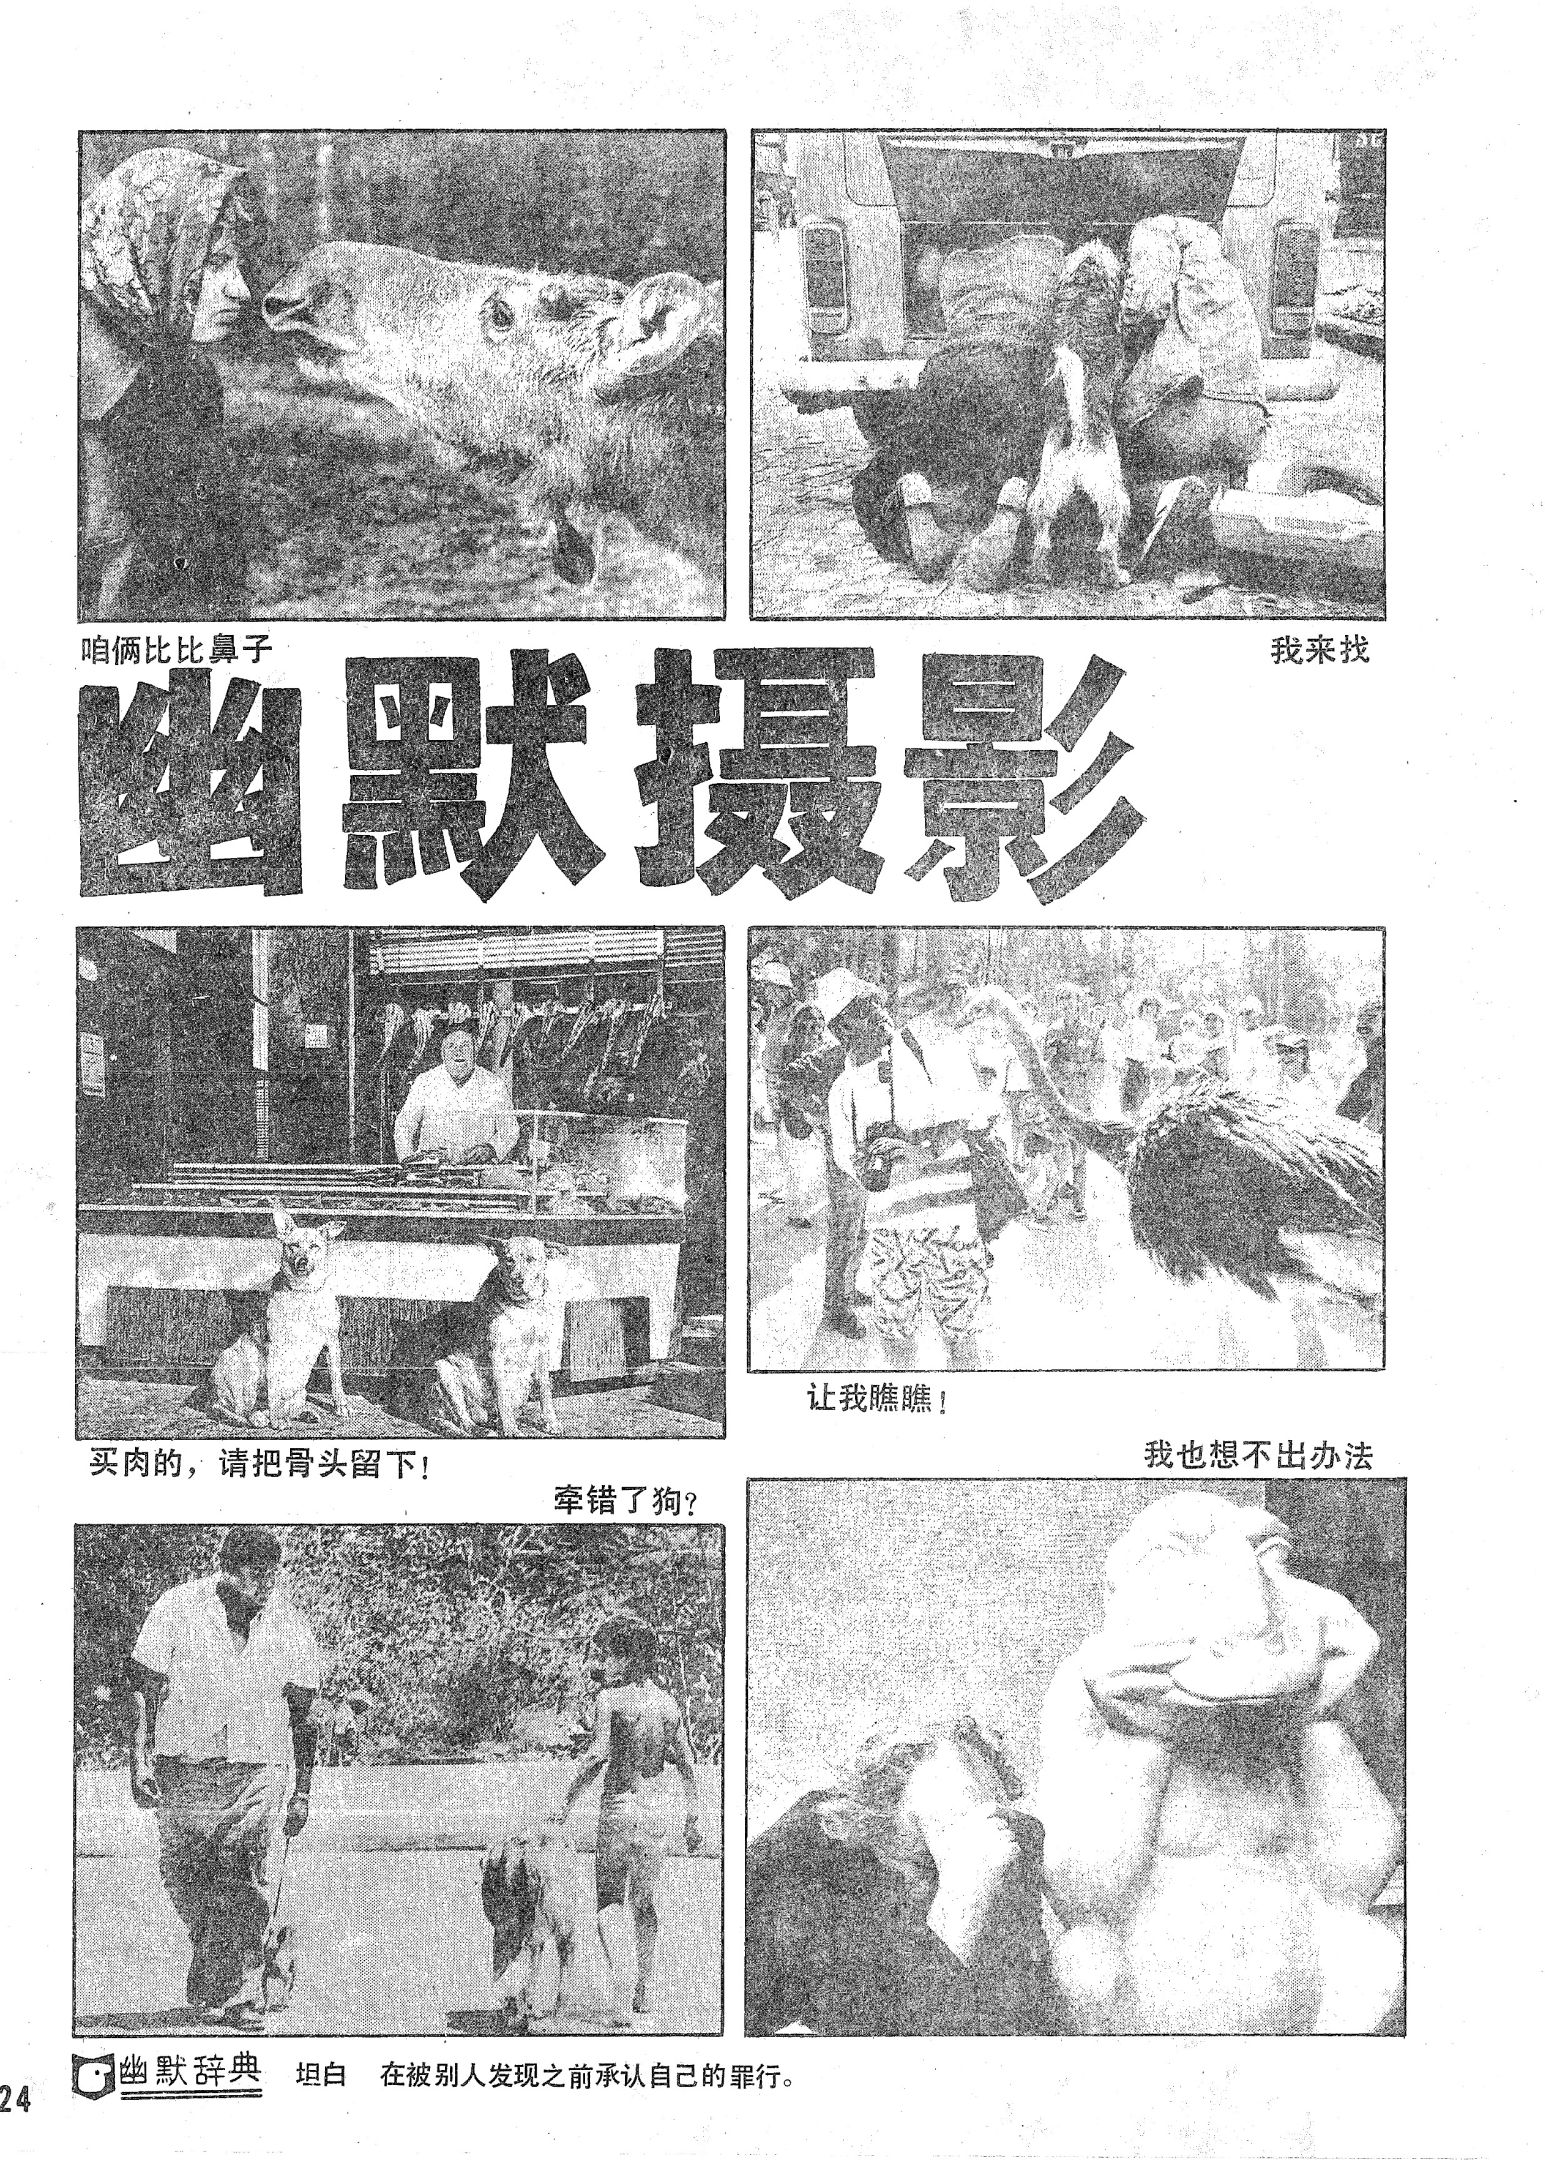 咱俩比比鼻子
我来找
幽默摄影
让我瞧瞧！
买肉的，请把骨头留下！
我也想不出办法
牵错了狗？
幽默辞典 坦白 在被别人发现之前承认自己的罪行。
24